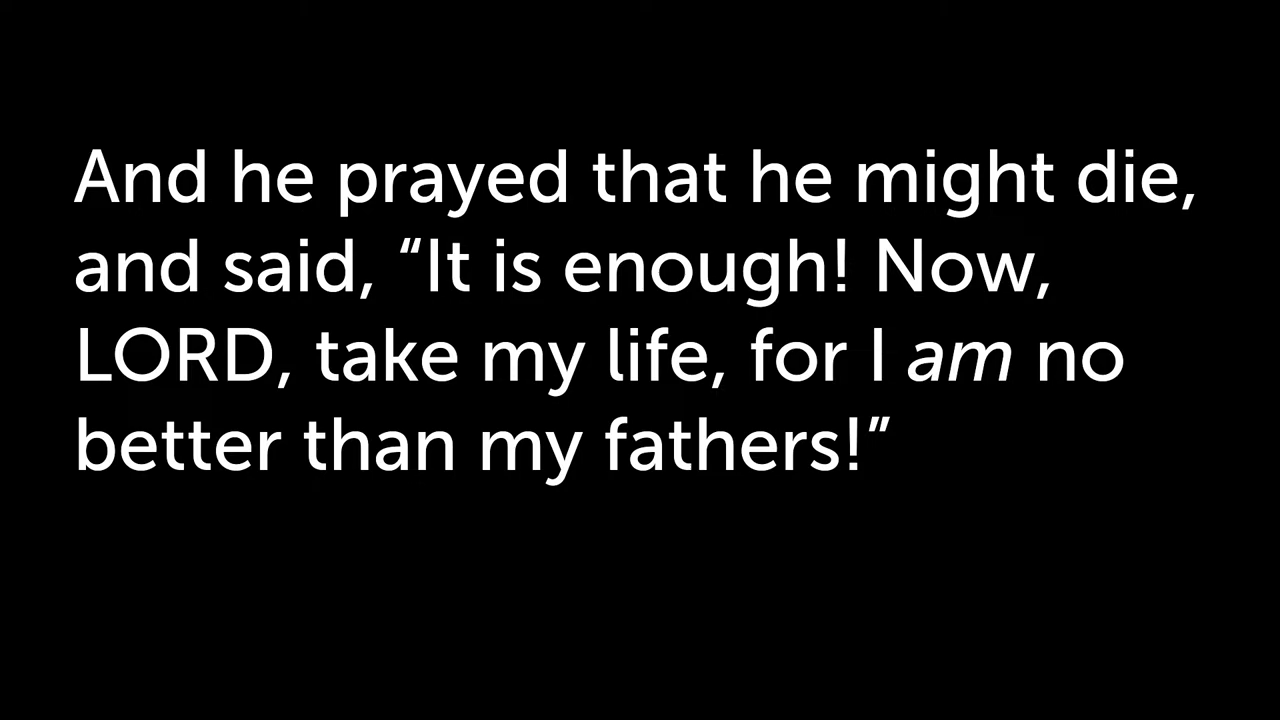 And he prayed that he might die,
and said, “It is enough! Now,
LORD, take my life, for I am no
better than my fathers!”